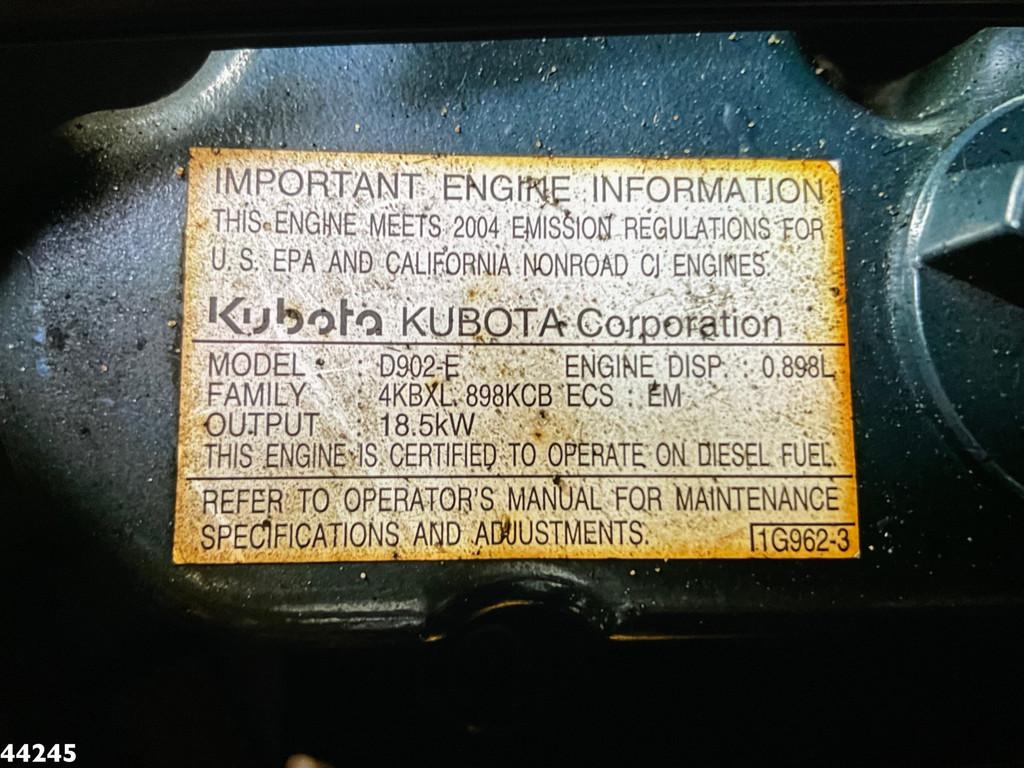 IMPORTANT ENGINE INFORMATION
THIS ENGINE MEETS 2004 EMISSION REGULATIONS FOR
U. S. EPA AND CALIFORNIA NONROAD CI ENGINES.
Kubota KUBOTA Corporation
MODEL : D902-E ENGINE DISP. : 0.898L
FAMILY : 4KBXL. 898KCB ECS : EM
OUTPUT : 18.5kW
THIS ENGINE IS CERTIFIED TO OPERATE ON DIESEL FUEL.
REFER TO OPERATOR'S MANUAL FOR MAINTENANCE
SPECIFICATIONS AND ADJUSTMENTS.
1G962-3
44245